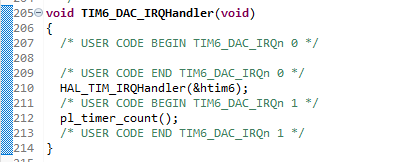 205 void TIM6_DAC_IRQHandler(void)
206 {
207 /* USER CODE BEGIN TIM6_DAC_IRQn 0 */
208
209 /* USER CODE END TIM6_DAC_IRQn 0 */
210 HAL_TIM_IRQHandler(&htim6);
211 /* USER CODE BEGIN TIM6_DAC_IRQn 1 */
212 pl_timer_count();
213 /* USER CODE END TIM6_DAC_IRQn 1 */
214 }